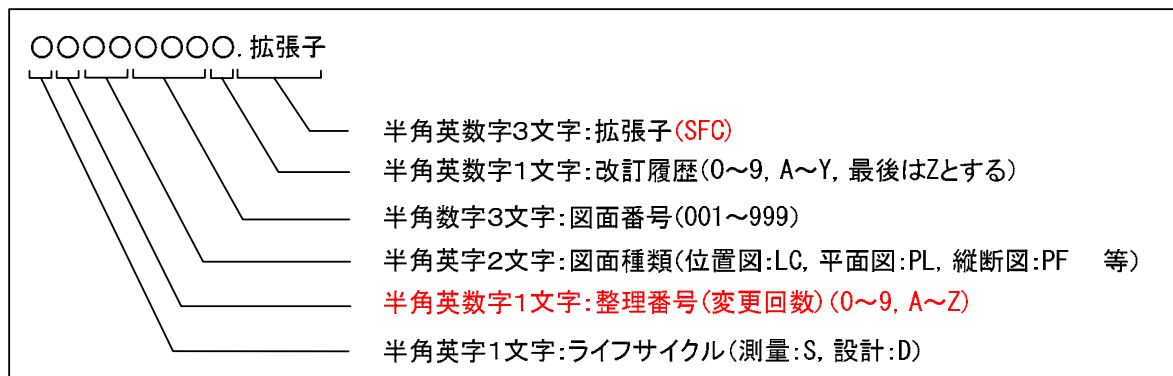 ○○○○○○○○.拡張子
半角英数字3文字:拡張子(SFC)
半角英数字1文字:改訂履歴(0~9, A~Y, 最後はZとする)
半角数字3文字:図面番号(001~999)
半角英字2文字:図面種類(位置図:LC, 平面図:PL, 縦断図:PF 等)
半角英数字1文字:整理番号(変更回数)(0~9, A~Z)
半角英字1文字:ライフサイクル(測量:S, 設計:D)